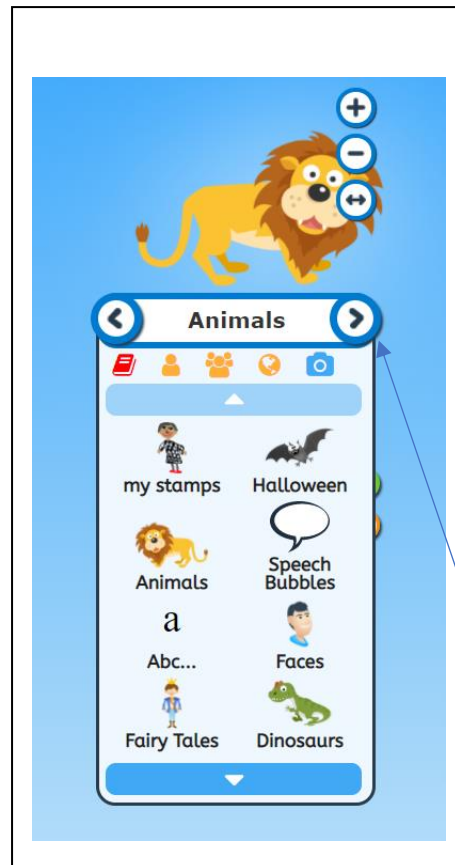 Animals
my stamps Halloween
Animals Speech
Bubbles
a
Abc... Faces
Fairy Tales Dinosaurs